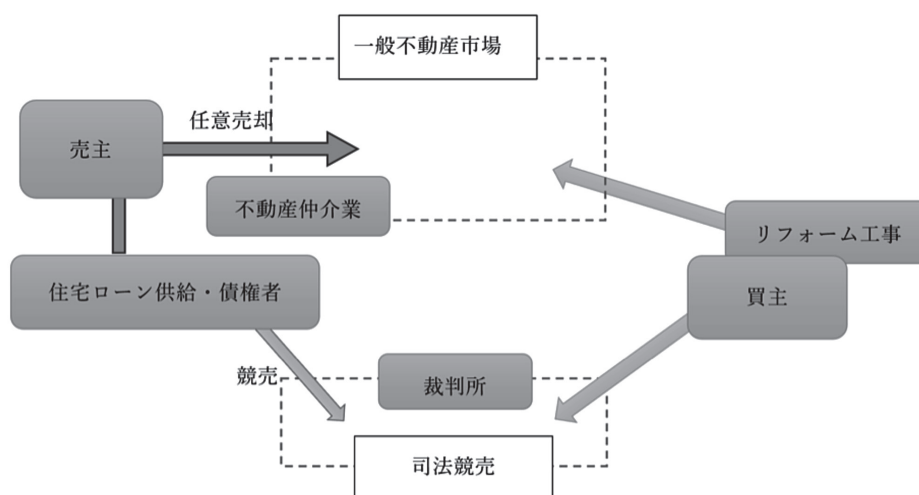 一般不動産市場
任意売却
売主
不動産仲介業
リフォーム工事
住宅ローン供給・債権者
買主
競売
裁判所
司法競売